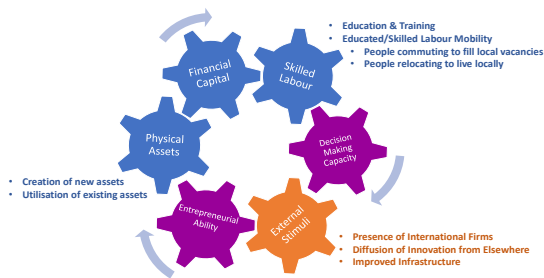 • Education & Training
• Educated/Skilled Labour Mobility
• People commuting to fill local vacancies
• People relocating to live locally
Financial
Capital
Skilled
Labour
Physical
Assets
Decision
Making
Capacity
• Creation of new assets
• Utilisation of existing assets
Entrepreneurial
Ability
External
Stimuli
• Presence of International Firms
• Diffusion of Innovation from Elsewhere
• Improved Infrastructure